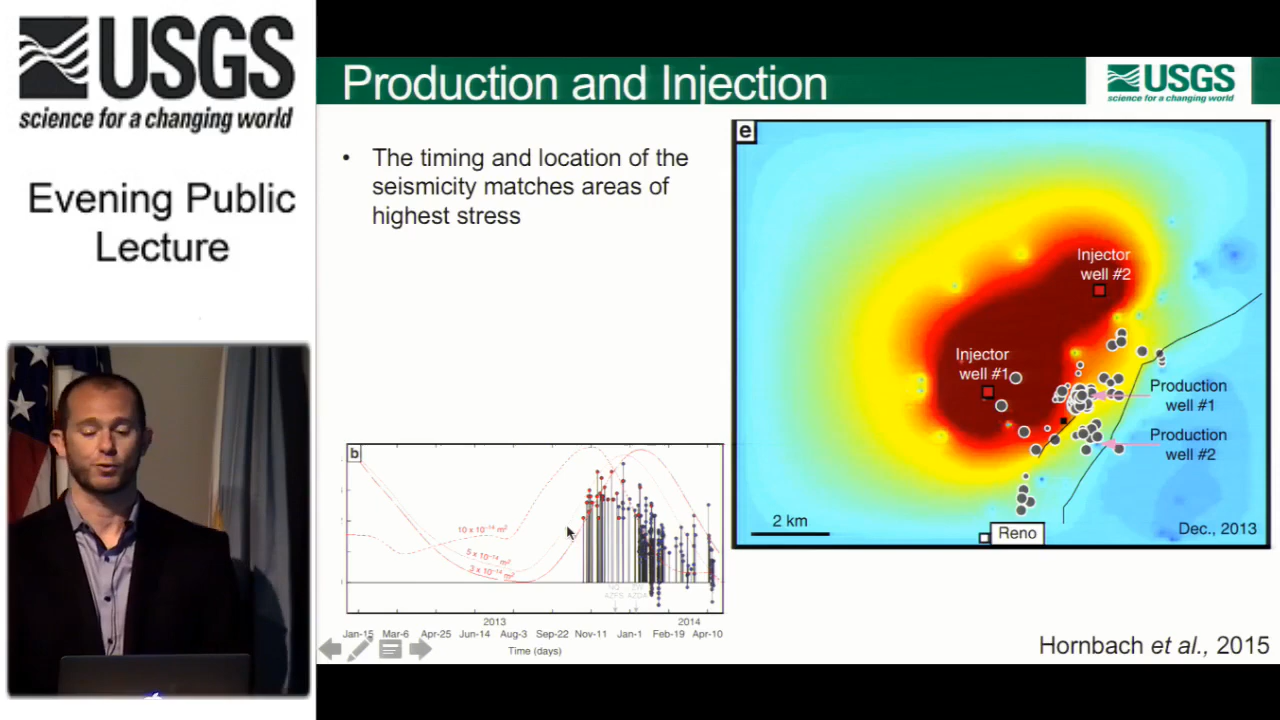 USGS
science for a changing world
Evening Public
Lecture
Production and Injection
USGS
science for a changing world
• The timing and location of the
seismicity matches areas of
highest stress
e
Injector
well #2
Injector
well #1
Production
well #1
Production
well #2
2 km
Reno
Dec., 2013
b
10 x 10⁻¹⁴ m²
5 x 10⁻¹⁴ m²
3 x 10⁻¹⁴ m²
2013
2014
Jan-15 Mar-6 Apr-25 Jun-14 Aug-3 Sep-22 Nov-11 Jan-1 Feb-19 Apr-10
Time (days)
Hornbach et al., 2015